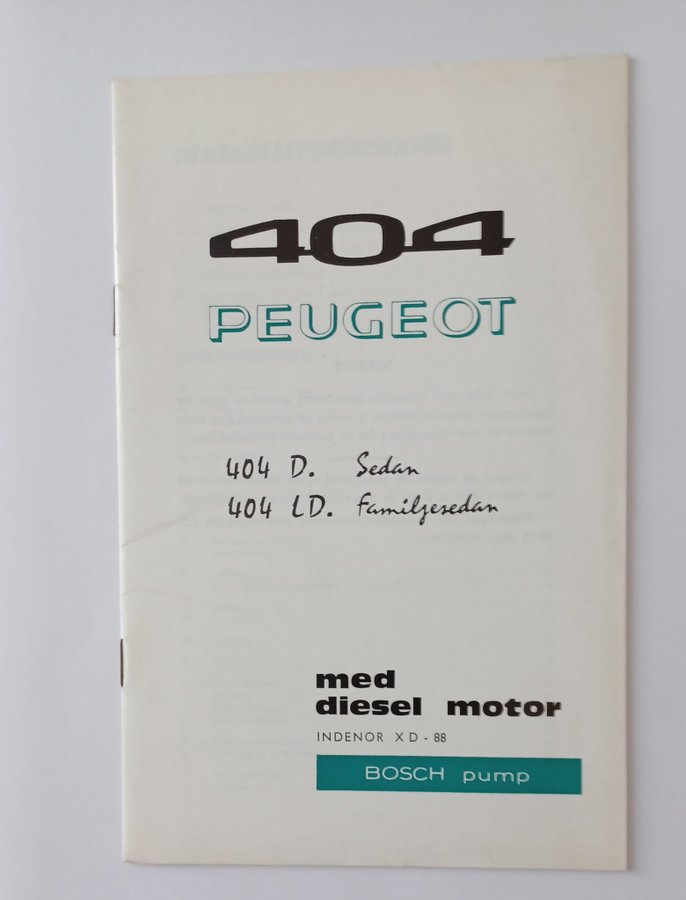 404
PEUGEOT
404 D. Sedan
404 LD. Familjesedan
med
diesel motor
INDENOR XD-88
BOSCH pump